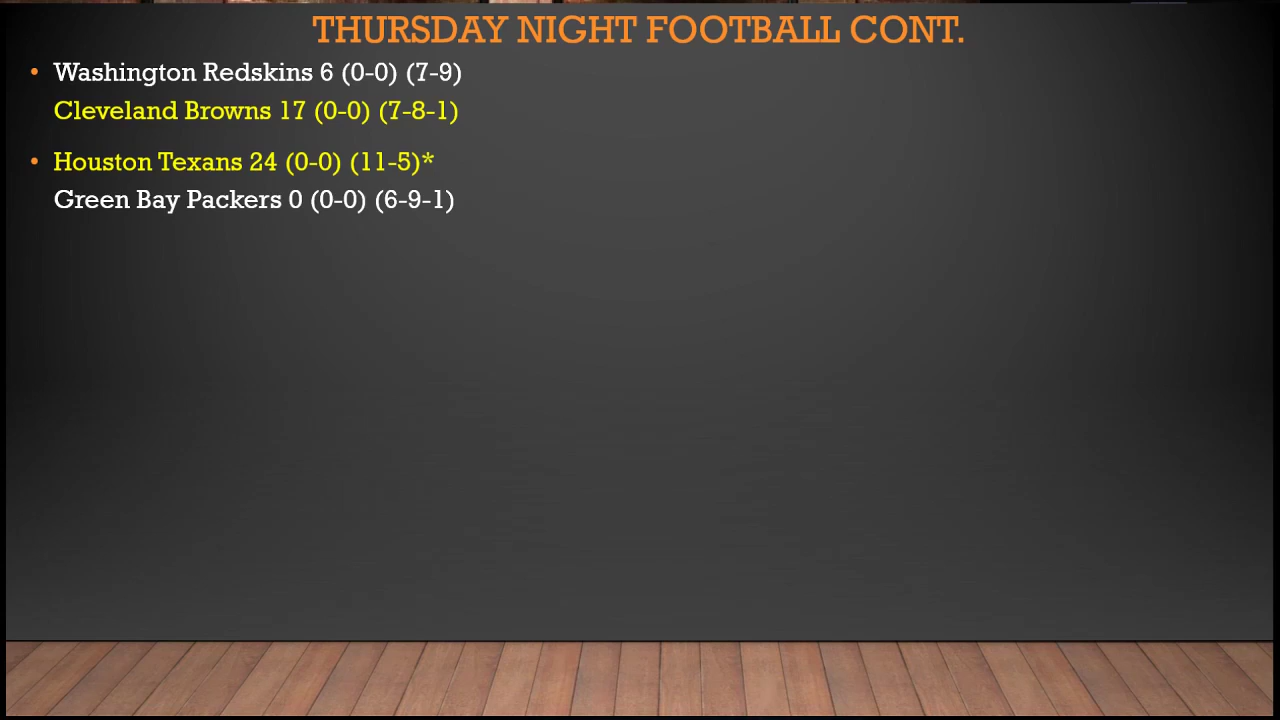 THURSDAY NIGHT FOOTBALL CONT.
• Washington Redskins 6 (0-0) (7-9)
Cleveland Browns 17 (0-0) (7-8-1)
• Houston Texans 24 (0-0) (11-5)*
Green Bay Packers 0 (0-0) (6-9-1)